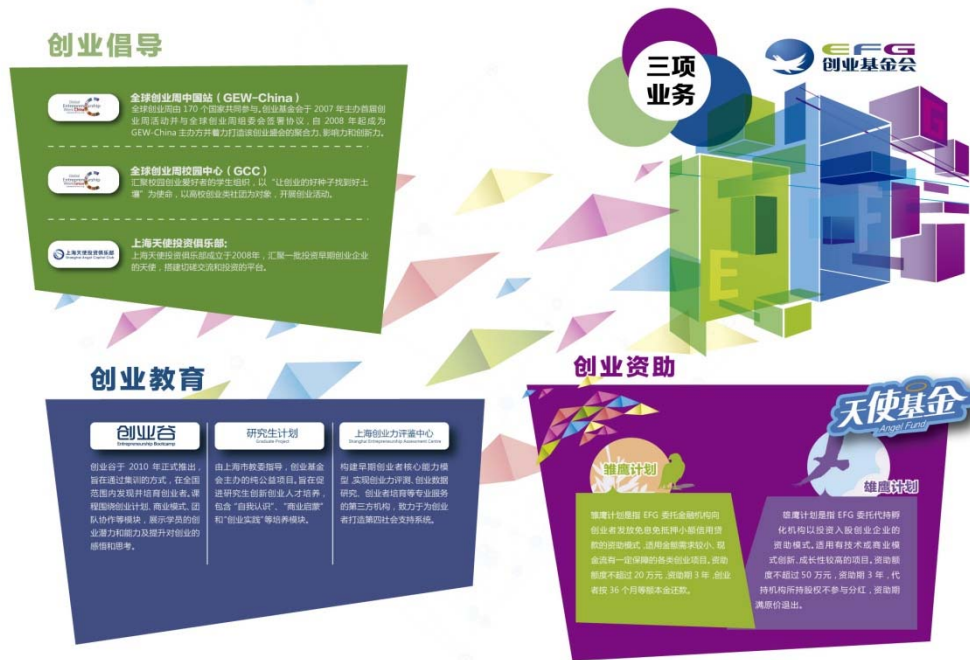 创业倡导
全球创业周中国站（GEW-China）
全球创业周由 170 个国家共同参与。创业基金会于 2007 年主办首届创
业周活动并与全球创业周组委会签署协议，自 2008 年起成为
GEW-China 主办方并着力打造该创业盛会的聚合力、影响力和创新力。
全球创业周校园中心（GCC）
汇聚校园创业爱好者的学生组织，以“让创业的好种子找到好土
壤”为使命，以高校创业类社团为对象，开展创业活动。
上海天使投资俱乐部
上海天使投资俱乐部:
上海天使投资俱乐部成立于2008年，汇聚一批投资早期创业企业
的天使，搭建切磋交流和投资的平台。
三项
业务
EFG
创业基金会
G
E
F
E
创业教育
创业谷
Entrepreneurship Bootcamp
创业谷于 2010 年正式推出，
旨在通过集训的方式，在全国
范围内发现并培育创业者。课
程围绕创业计划、商业模式、团
队协作等模块，展示学员的创
业潜力和能力及提升对创业的
感悟和思考。
研究生计划
Graduate Project
由上海市教委指导，创业基金
会主办的纯公益项目。旨在促
进研究生创新创业人才培养，
包含“自我认识”、“商业启蒙”
和“创业实践”等培养模块。
上海创业力评鉴中心
Shanghai Entrepreneurship Assessment Centre
构建早期创业者核心能力模
型，实现创业力评测、创业数据
研究、创业者培育等专业服务
的第三方机构，致力于为创业
者打造第四社会支持系统。
创业资助
天使基金
Angel Fund
雏鹰计划
雏鹰计划是指 EFG 委托金融机构向
创业者发放免息免抵押小额信用贷
款的资助模式，适用金额需求较小、现
金流有一定保障的各类创业项目。资助
额度不超过 20 万元，资助期 3 年，创业
者按 36 个月等额本金还款。
雄鹰计划
雄鹰计划是指 EFG 委托代持孵
化机构以投资入股创业企业的
资助模式。适用有技术或商业模
式创新，成长性较高的项目。资助额
度不超过 50 万元，资助期 3 年，代
持机构所持股权不参与分红，资助期
满原价退出。